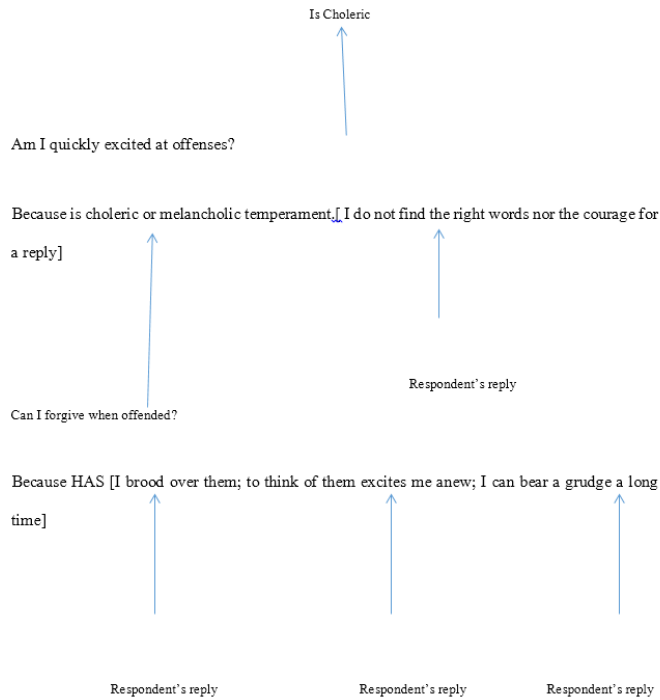 Is Choleric
Am I quickly excited at offenses?
Because is choleric or melancholic temperament.[ I do not find the right words nor the courage for
a reply]
Respondent's reply
Can I forgive when offended?
Because HAS [I brood over them; to think of them excites me anew; I can bear a grudge a long
time]
Respondent's reply Respondent's reply Respondent's reply